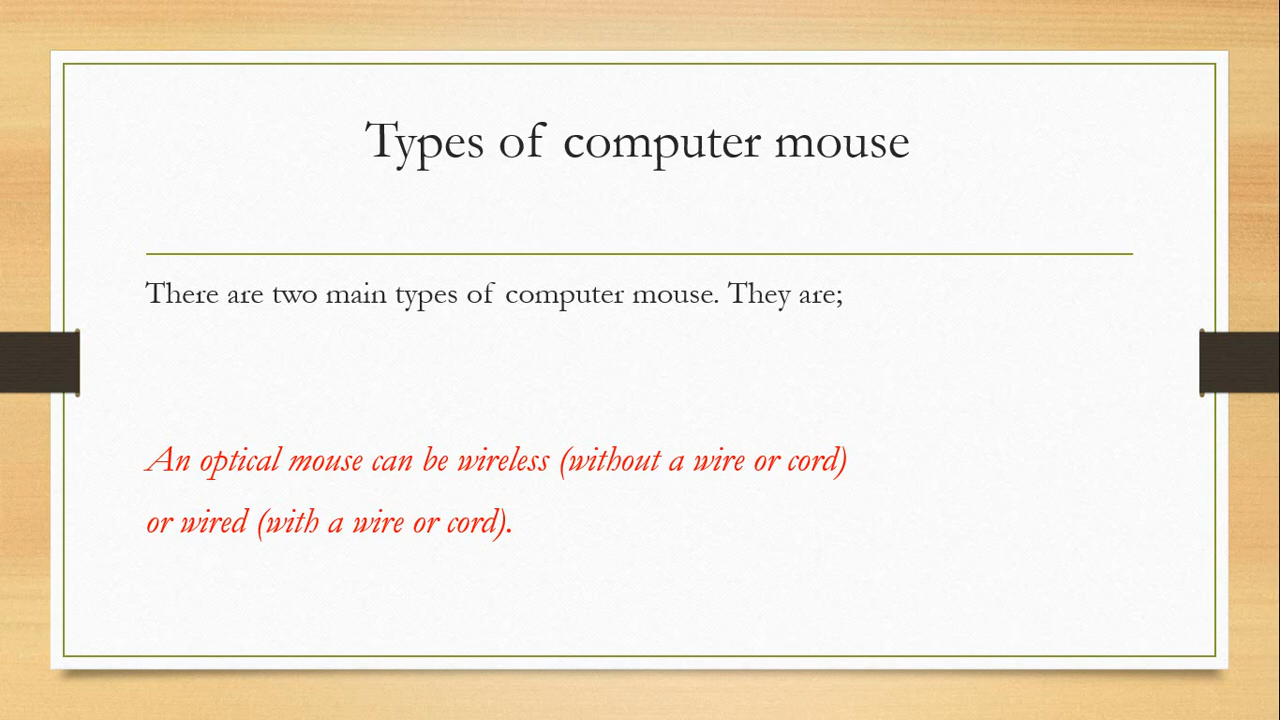 Types of computer mouse
There are two main types of computer mouse. They are;
An optical mouse can be wireless (without a wire or cord)
or wired (with a wire or cord).